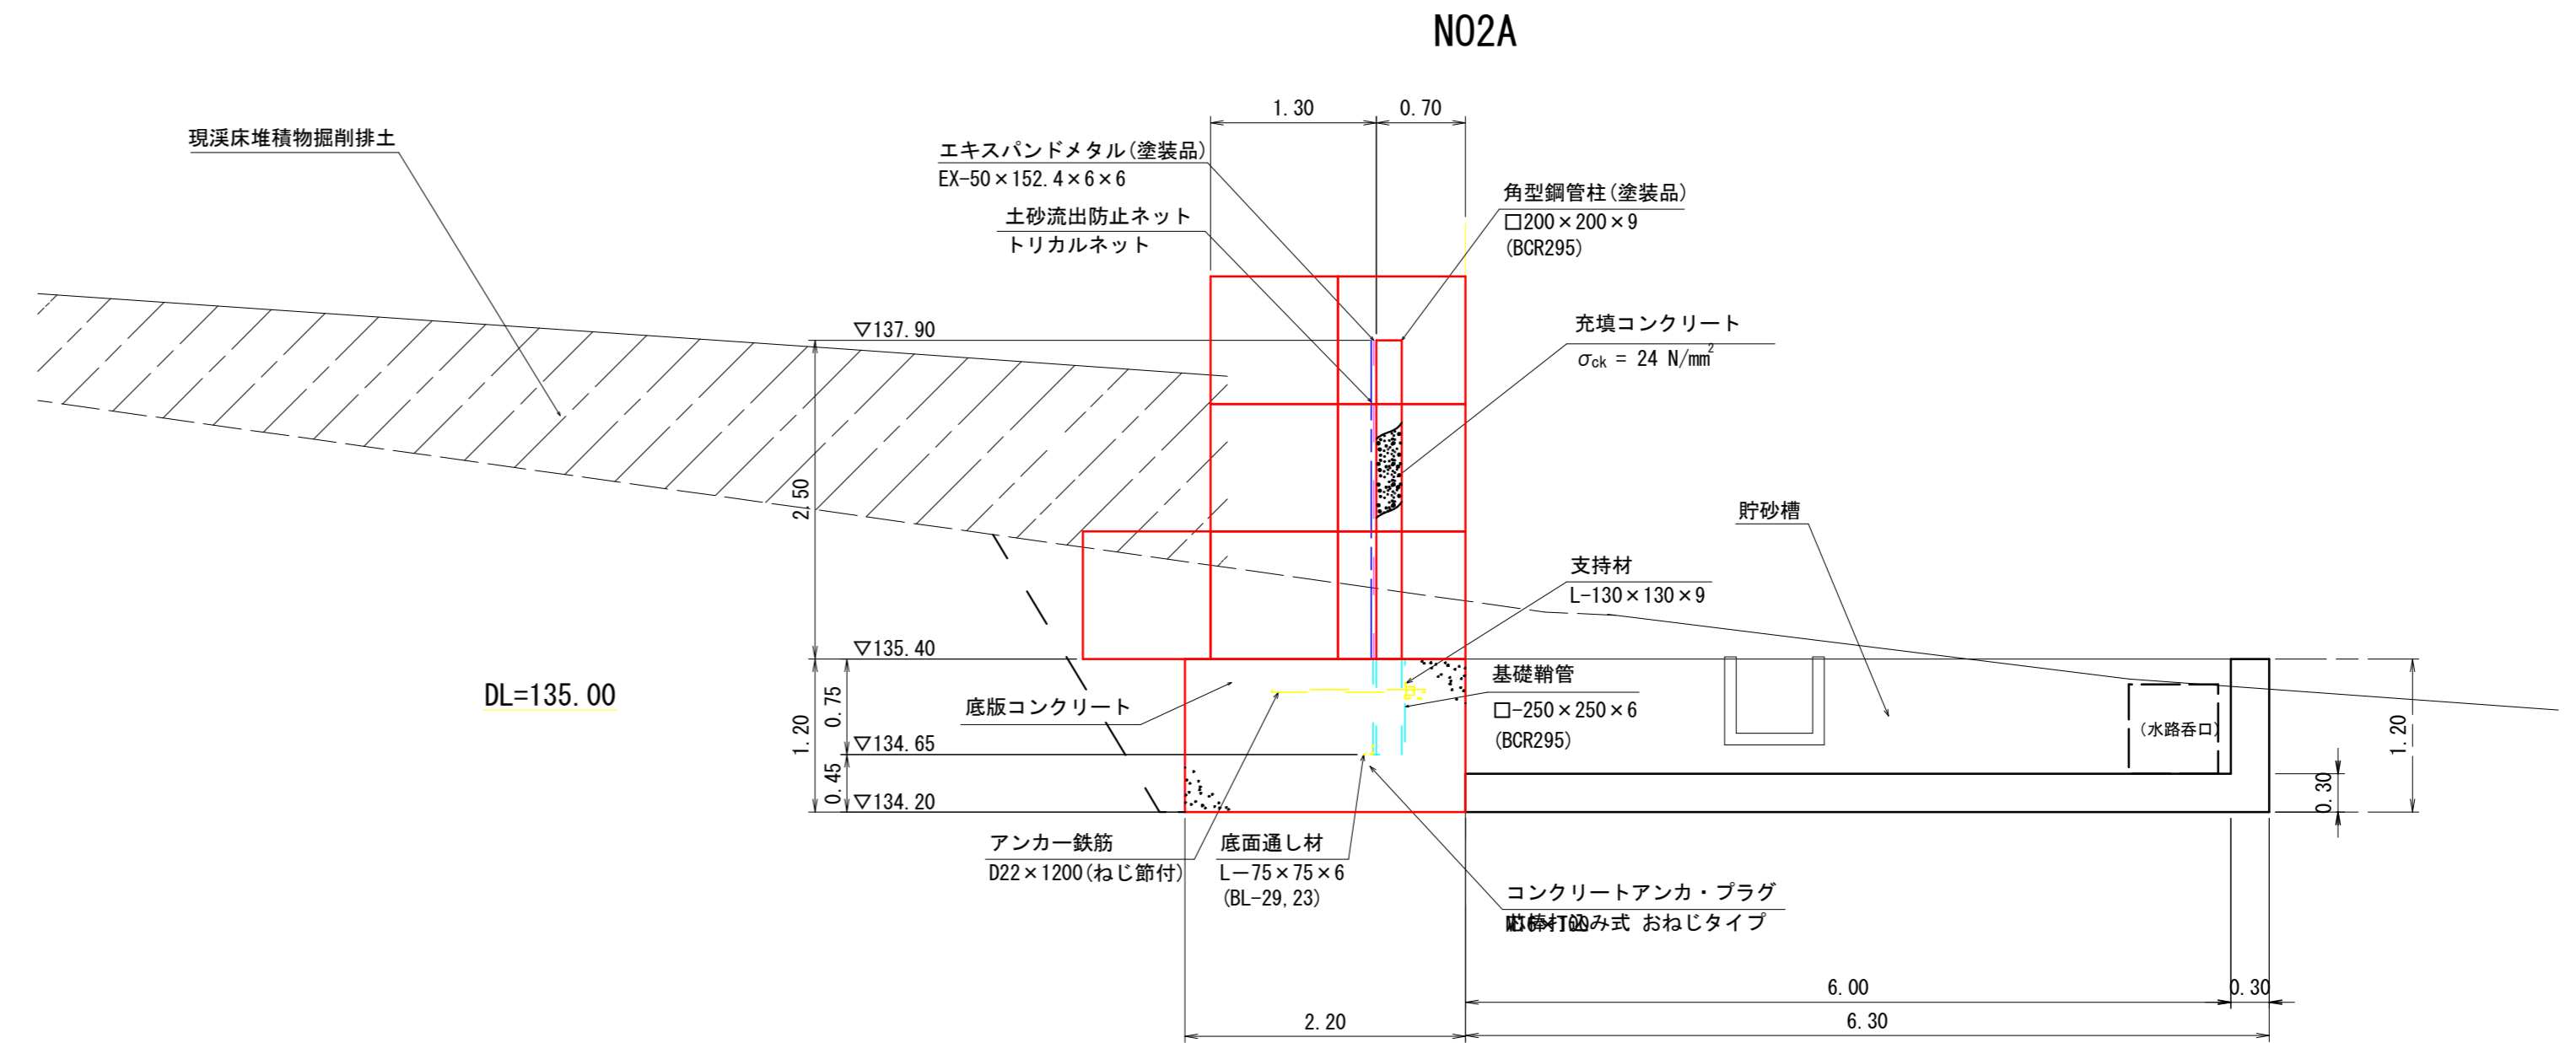 NO2A
1.30
0.70
現渓床堆積物掘削排土
エキスパンドメタル(塗装品)
EX-50×152.4×6×6
土砂流出防止ネット
トリカルネット
角型鋼管柱(塗装品)
□200×200×9
(BCR295)
充填コンクリート
σck = 24 N/mm²
▽137.90
2.50
貯砂槽
支持材
L-130×130×9
▽135.40
基礎鞘管
□-250×250×6
(BCR295)
DL=135.00
底版コンクリート
1.20
0.75
▽134.65
0.45
▽134.20
(水路呑口)
0.30
1.20
アンカー鉄筋
D22×1200(ねじ節付)
底面通し材
L－75×75×6
(BL-29,23)
コンクリートアンカ・プラグ
込み式 おねじタイプ
6.00
0.30
2.20
6.30